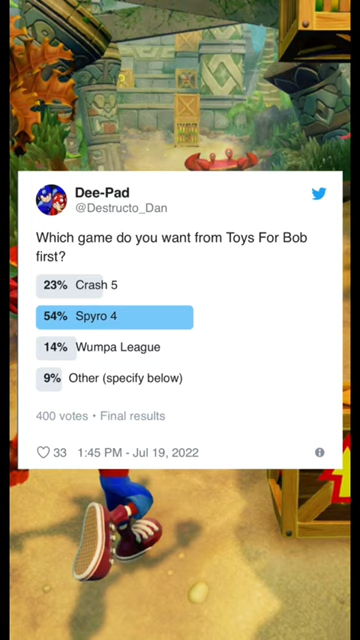 Dee-Pad
@Destructo_Dan
Which game do you want from Toys For Bob
first?
23% Crash 5
54% Spyro 4
14% Wumpa League
9% Other (specify below)
400 votes • Final results
33 1:45 PM - Jul 19, 2022